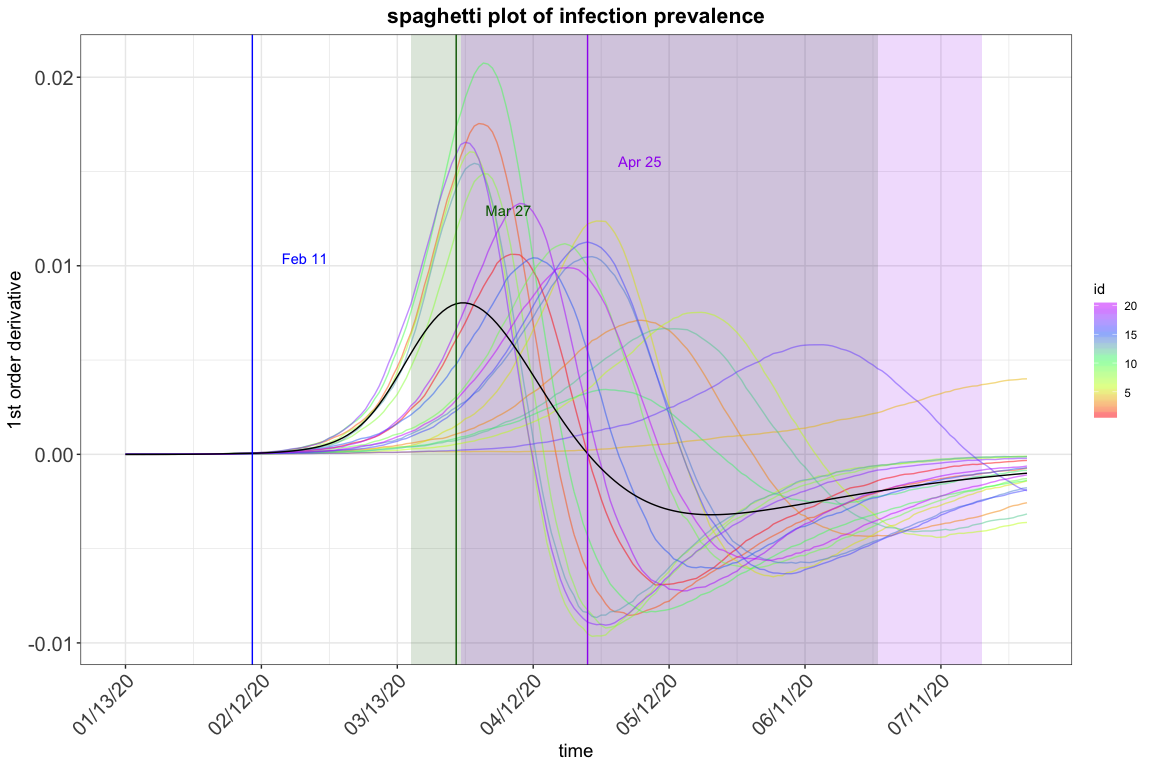 spaghetti plot of infection prevalence
1st order derivative
0.02
0.01
0.00
-0.01
Apr 25
Mar 27
Feb 11
id
20
15
10
5
01/13/20
02/12/20
03/13/20
04/12/20
05/12/20
06/11/20
07/11/20
time